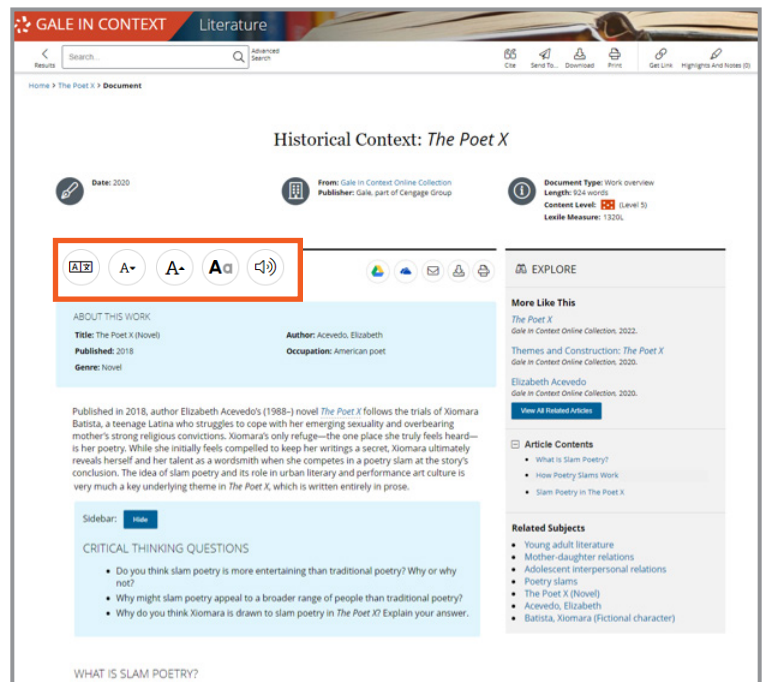 GALE IN CONTEXT Literature
Results
Search...
Advanced Search
Cite
Send To...
Download
Print
Get Link
Highlights And Notes (0)
Home > The Poet X > Document
Historical Context: The Poet X
Date: 2020
From: Gale In Context Online Collection
Publisher: Gale, part of Cengage Group
Document Type: Work overview
Length: 924 words
Content Level: (Level 5)
Lexile Measure: 1320L
A A Aa
ABOUT THIS WORK
Title: The Poet X (Novel)
Author: Acevedo, Elizabeth
Published: 2018
Occupation: American poet
Genre: Novel
Published in 2018, author Elizabeth Acevedo's (1988–) novel The Poet X follows the trials of Xiomara
Batista, a teenage Latina who struggles to cope with her emerging sexuality and overbearing
mother's strong religious convictions. Xiomara's only refuge—the one place she truly feels heard—
is her poetry. While she initially feels compelled to keep her writings a secret, Xiomara ultimately
reveals herself and her talent as a wordsmith when she competes in a poetry slam at the story's
conclusion. The idea of slam poetry and its role in urban literary and performance art culture is
very much a key underlying theme in The Poet X, which is written entirely in prose.
Sidebar: Hide
CRITICAL THINKING QUESTIONS
• Do you think slam poetry is more entertaining than traditional poetry? Why or why
not?
• Why might slam poetry appeal to a broader range of people than traditional poetry?
• Why do you think Xiomara is drawn to slam poetry in The Poet X? Explain your answer.
WHAT IS SLAM POETRY?
EXPLORE
More Like This
The Poet X
Gale In Context Online Collection, 2022.
Themes and Construction: The Poet X
Gale In Context Online Collection, 2020.
Elizabeth Acevedo
Gale In Context Online Collection, 2020.
View All Related Articles
Article Contents
• What is Slam Poetry?
• How Poetry Slams Work
• Slam Poetry in The Poet X
Related Subjects
• Young adult literature
• Mother-daughter relations
• Adolescent interpersonal relations
• Poetry slams
• The Poet X (Novel)
• Acevedo, Elizabeth
• Batista, Xiomara (Fictional character)